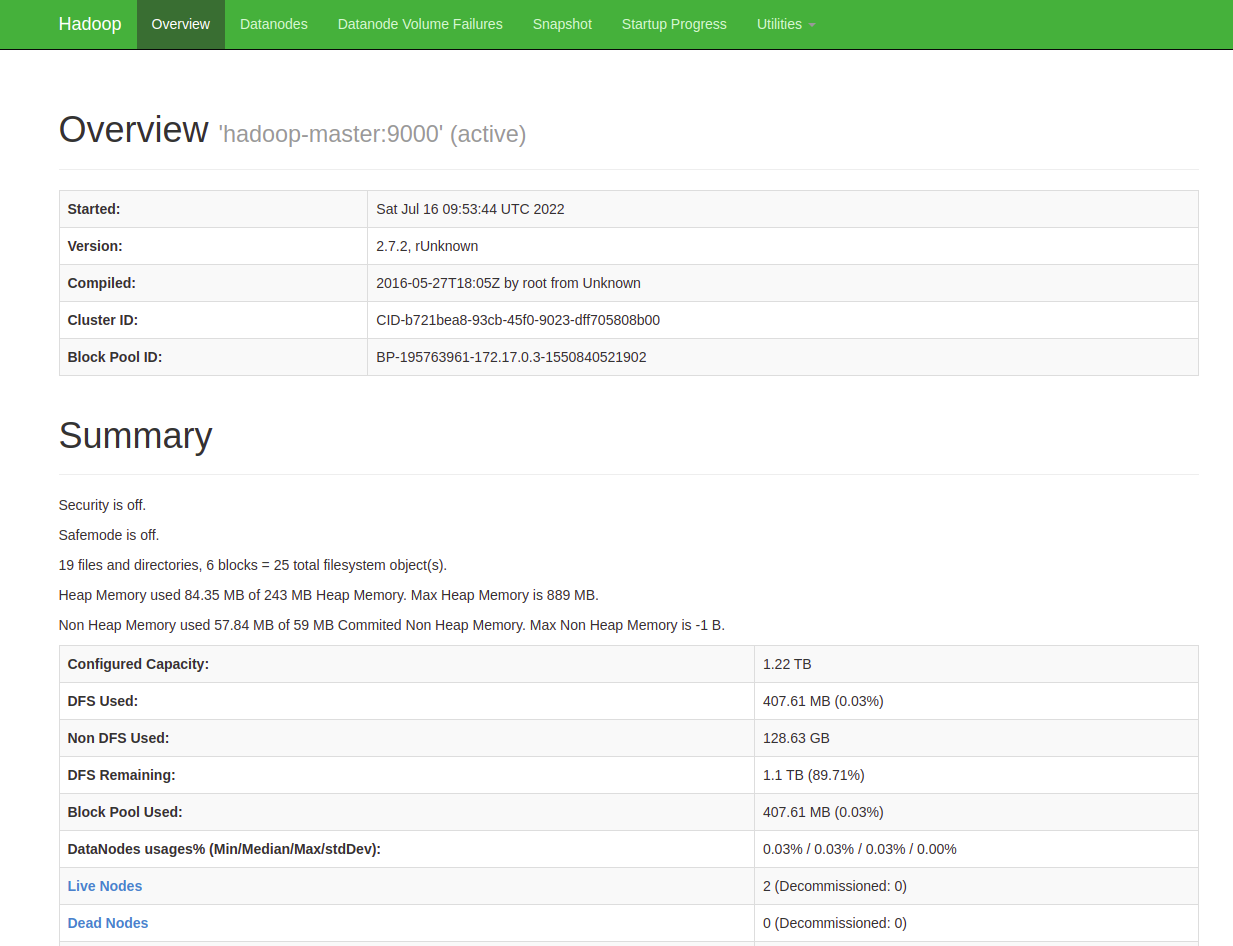 Hadoop Overview Datanodes Datanode Volume Failures Snapshot Startup Progress Utilities
Overview 'hadoop-master:9000' (active)
Started: Sat Jul 16 09:53:44 UTC 2022
Version: 2.7.2, rUnknown
Compiled: 2016-05-27T18:05Z by root from Unknown
Cluster ID: CID-b721bea8-93cb-45f0-9023-dff705808b00
Block Pool ID: BP-195763961-172.17.0.3-1550840521902
Summary
Security is off.
Safemode is off.
19 files and directories, 6 blocks = 25 total filesystem object(s).
Heap Memory used 84.35 MB of 243 MB Heap Memory. Max Heap Memory is 889 MB.
Non Heap Memory used 57.84 MB of 59 MB Commited Non Heap Memory. Max Non Heap Memory is -1 B.
Configured Capacity: 1.22 TB
DFS Used: 407.61 MB (0.03%)
Non DFS Used: 128.63 GB
DFS Remaining: 1.1 TB (89.71%)
Block Pool Used: 407.61 MB (0.03%)
DataNodes usages% (Min/Median/Max/stdDev): 0.03% / 0.03% / 0.03% / 0.00%
Live Nodes 2 (Decommissioned: 0)
Dead Nodes 0 (Decommissioned: 0)